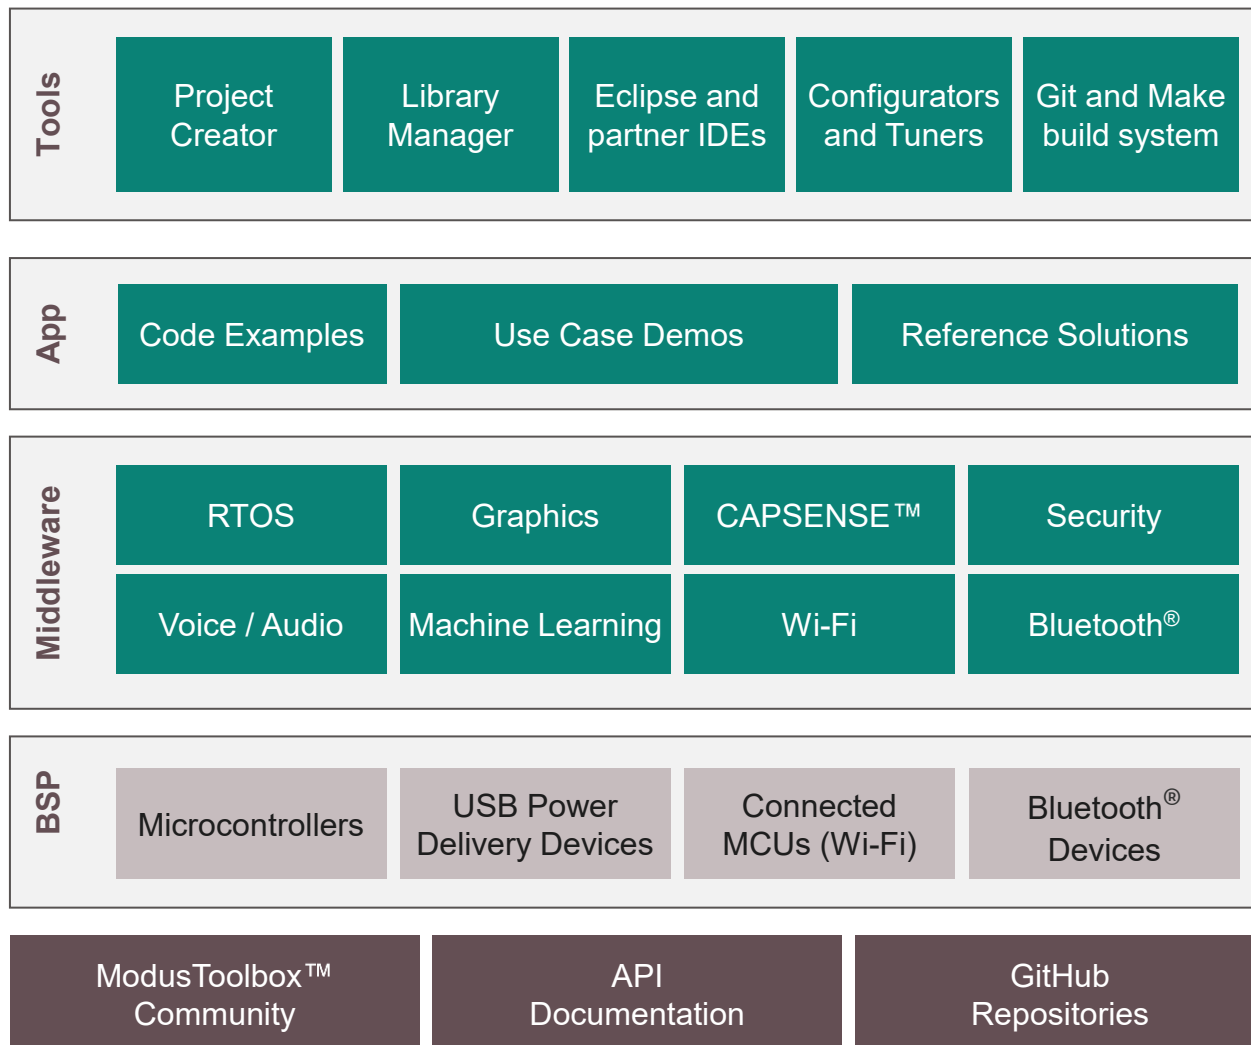 Tools
Project
Creator
Library
Manager
Eclipse and
partner IDEs
Configurators
and Tuners
Git and Make
build system
App
Code Examples
Use Case Demos
Reference Solutions
Middleware
RTOS
Graphics
CAPSENSE™
Security
Voice / Audio
Machine Learning
Wi-Fi
Bluetooth®
BSP
Microcontrollers
USB Power
Delivery Devices
Connected
MCUs (Wi-Fi)
Bluetooth®
Devices
ModusToolbox™
Community
API
Documentation
GitHub
Repositories